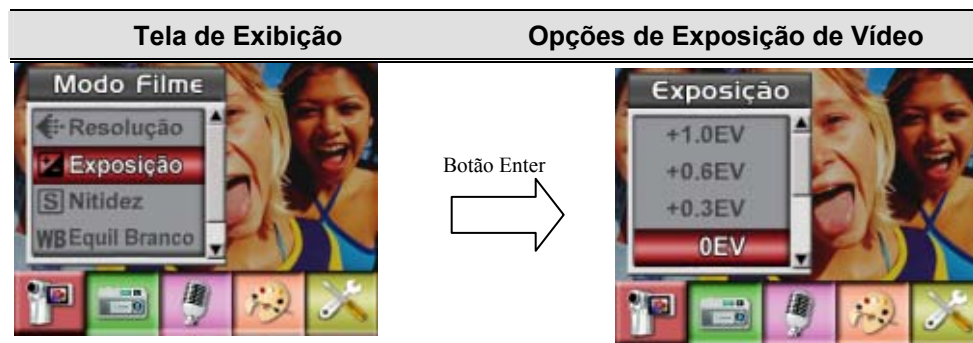 Tela de Exibição
Opções de Exposição de Vídeo
Modo Filme
Resolução
Exposição
S Nitidez
WB Equil Branco
Botão Enter
Exposição
+1.0EV
+0.6EV
+0.3EV
0EV